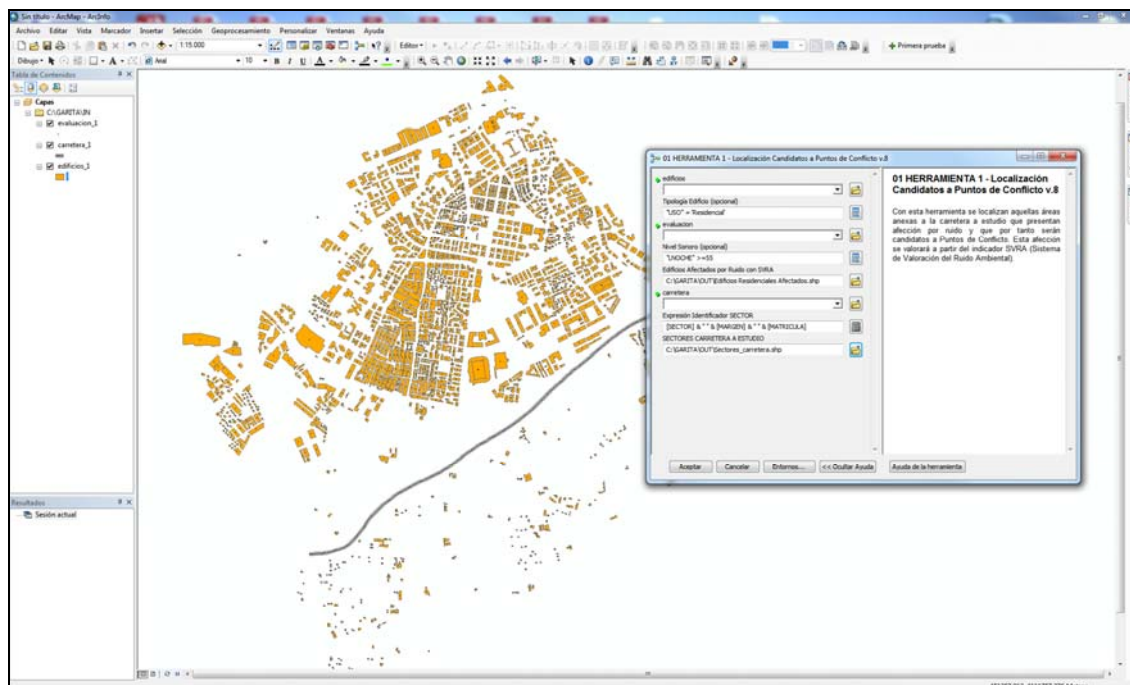 Sin título - ArcMap - ArcInfo
Archivo Editar Vista Marcador Insertar Selección Geoprocesamiento Personalizar Ventanas Ayuda
1:15.000
Editor
Primera prueba
Dibujo
Arial
10
B I U
Tabla de Contenidos
Capas
C:\GARITA\IN
evaluacion_1
carretera_1
edificios_1
Resultados
Sesión actual
01 HERRAMIENTA 1 - Localización Candidatos a Puntos de Conflicto v.8
edificios
Tipología Edificio (opcional)
"USO" = 'Residencial'
evaluacion
Nivel Sonoro (opcional)
"LNOCHE" >=55
Edificios Afectados por Ruido con SVRA
C:\GARITA\OUT\Edificios Residenciales Afectados.shp
carretera
Expresión Identificador SECTOR
[SECTOR] & " " & [MARGEN] & " " & [MATRICULA]
SECTORES CARRETERA A ESTUDIO
C:\GARITA\OUT\Sectores_carretera.shp
Aceptar Cancelar Entornos... << Ocultar Ayuda
01 HERRAMIENTA 1 - Localización
Candidatos a Puntos de Conflicto v.8
Con esta herramienta se localizan aquellas áreas
anexas a la carretera a estudio que presentan
afección por ruido y que por tanto serán
candidatos a Puntos de Conflicto. Esta afección
se valorará a partir del indicador SVRA (Sistema
de Valoración del Ruido Ambiental).
Ayuda de la herramienta